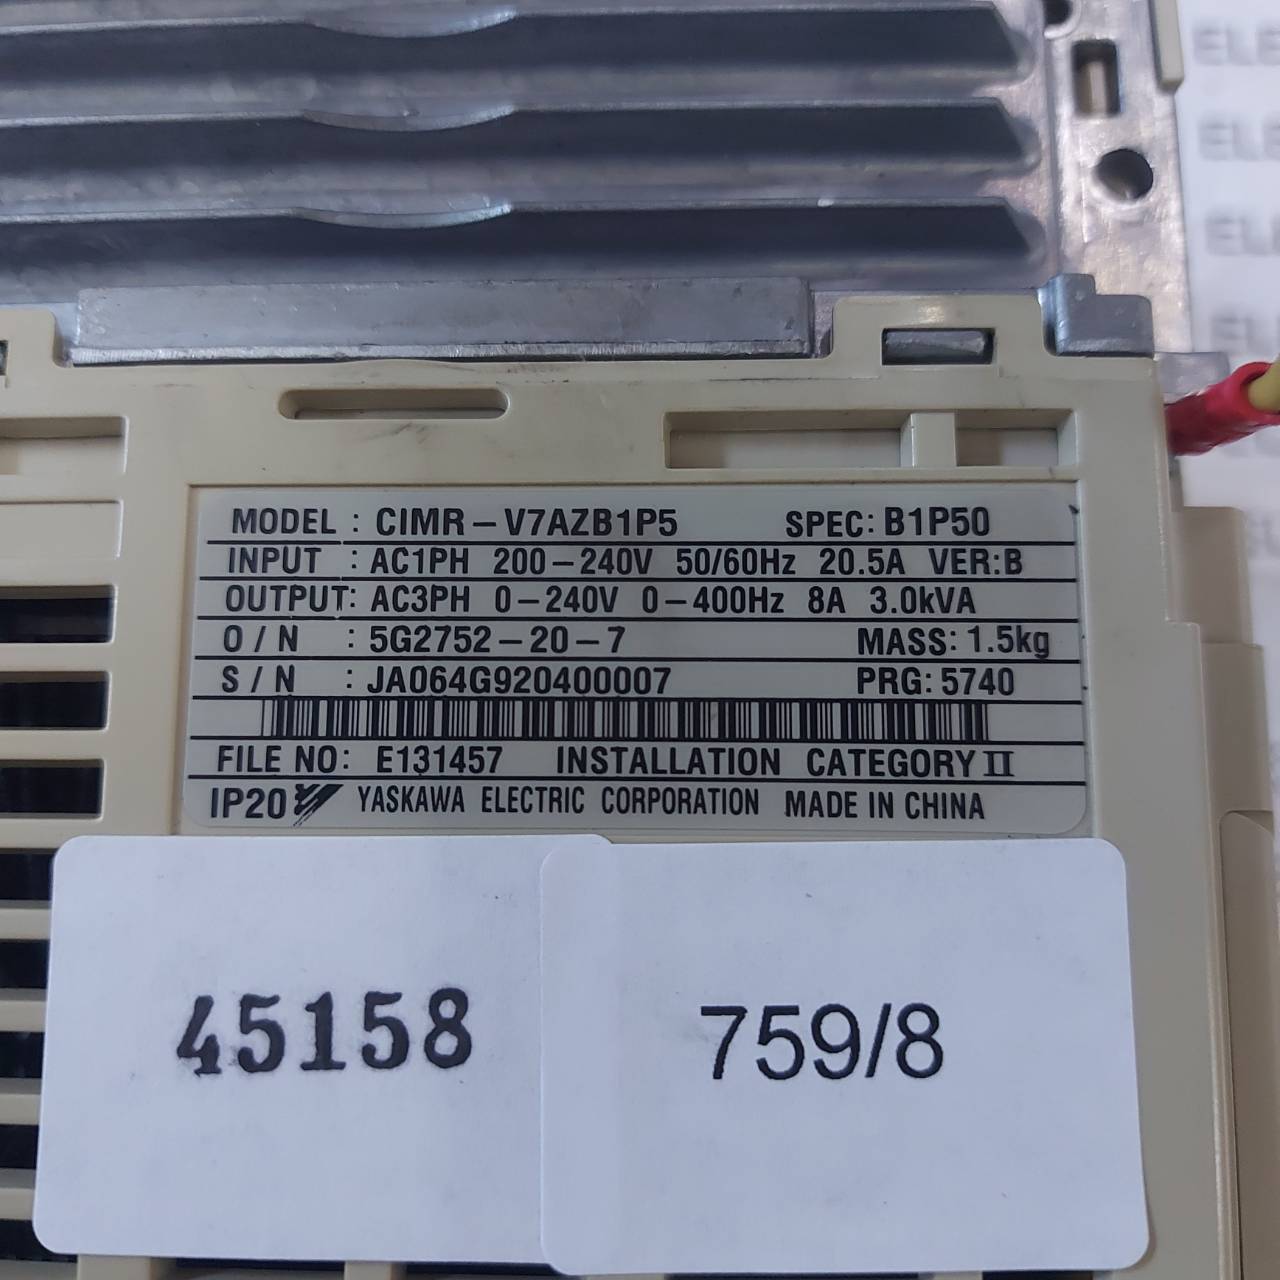 MODEL : CIMR-V7AZB1P5 SPEC: B1P50
INPUT : AC1PH 200-240V 50/60Hz 20.5A VER:B
OUTPUT: AC3PH 0-240V 0-400Hz 8A 3.0kVA
O/N : 5G2752-20-7 MASS: 1.5kg
S/N : JA064G920400007 PRG: 5740
FILE NO: E131457 INSTALLATION CATEGORY II
IP20 YASKAWA ELECTRIC CORPORATION MADE IN CHINA
45158
759/8